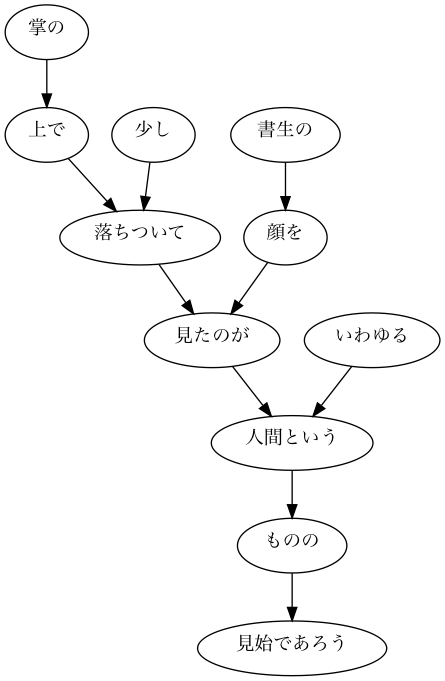 掌の
上で
少し
書生の
落ちついて
顔を
見たのが
いわゆる
人間という
ものの
見始であろう